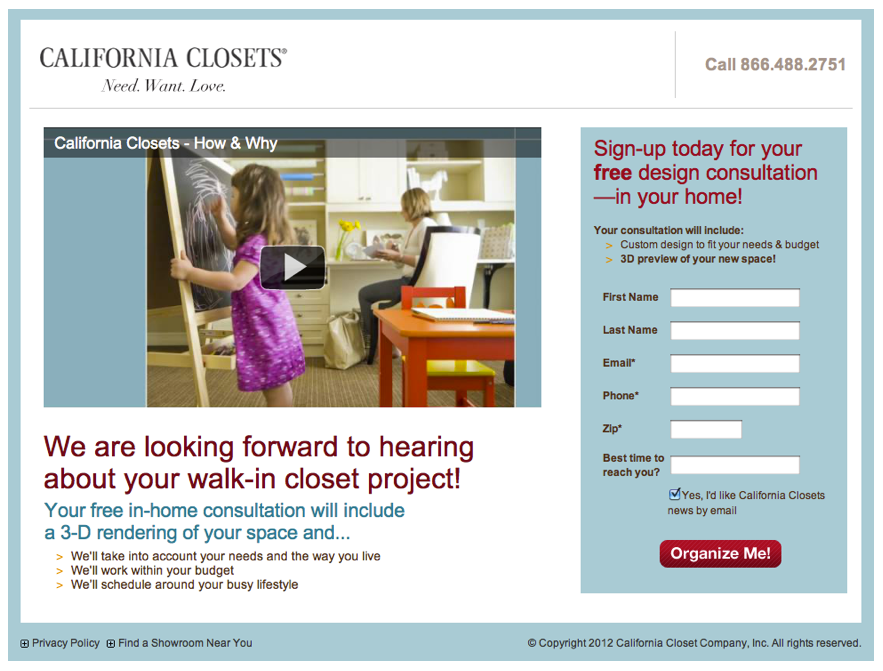 CALIFORNIA CLOSETS®
Need. Want. Love.
Call 866.488.2751
California Closets - How & Why
We are looking forward to hearing
about your walk-in closet project!
Your free in-home consultation will include
a 3-D rendering of your space and...
> We'll take into account your needs and the way you live
> We'll work within your budget
> We'll schedule around your busy lifestyle
Sign-up today for your
free design consultation
—in your home!
Your consultation will include:
> Custom design to fit your needs & budget
> 3D preview of your new space!
First Name
Last Name
Email*
Phone*
Zip*
Best time to
reach you?
Yes, I'd like California Closets
news by email
Organize Me!
Privacy Policy Find a Showroom Near You
© Copyright 2012 California Closet Company, Inc. All rights reserved.